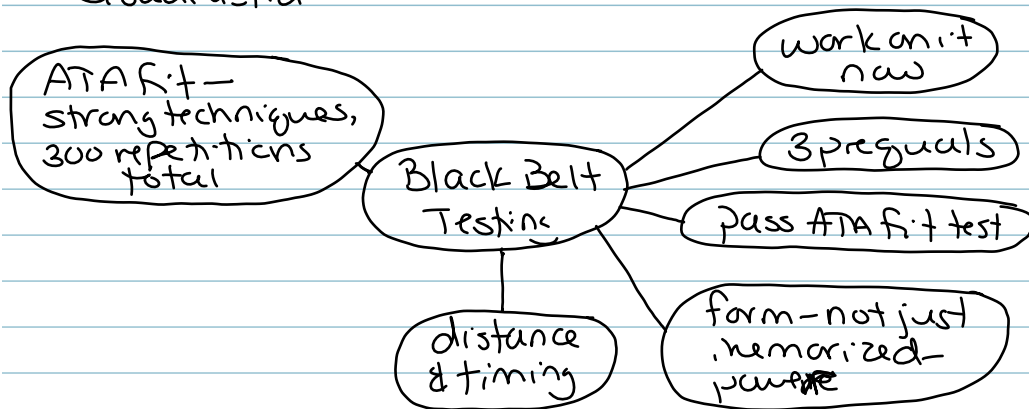 ATA Fit –
strong techniques,
300 repetitions
total
Black Belt
Testing
work on it
now
3 prequals
pass ATA Fit test
form – not just
memorized –
distance
& timing